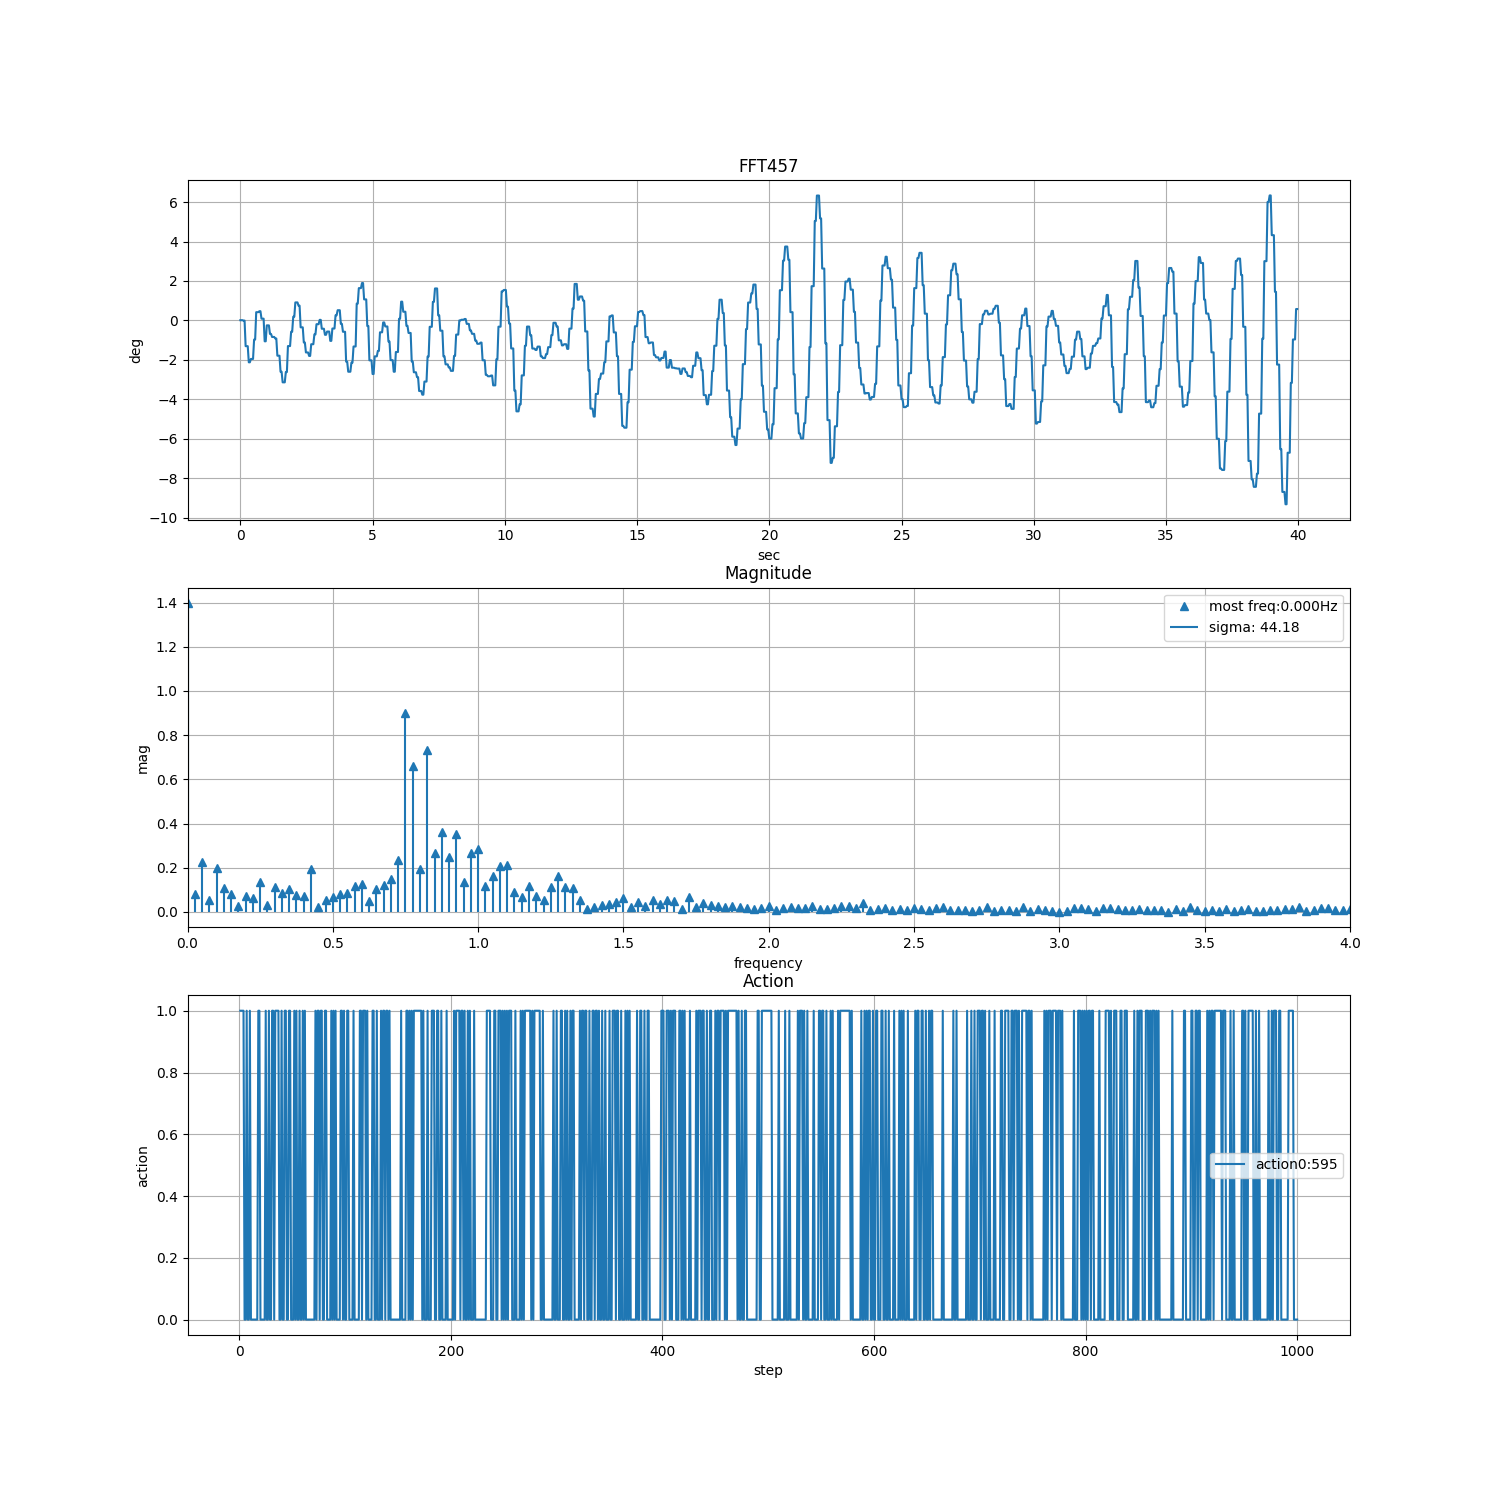 FFT457
6
4
2
0
−2
−4
−6
−8
−10
deg
0 5 10 15 20 25 30 35 40
sec
Magnitude
1.4
1.2
1.0
0.8
0.6
0.4
0.2
0.0
mag
most freq:0.000Hz
sigma: 44.18
0.0 0.5 1.0 1.5 2.0 2.5 3.0 3.5 4.0
frequency
Action
1.0
0.8
0.6
0.4
0.2
0.0
action
action0:595
0 200 400 600 800 1000
step